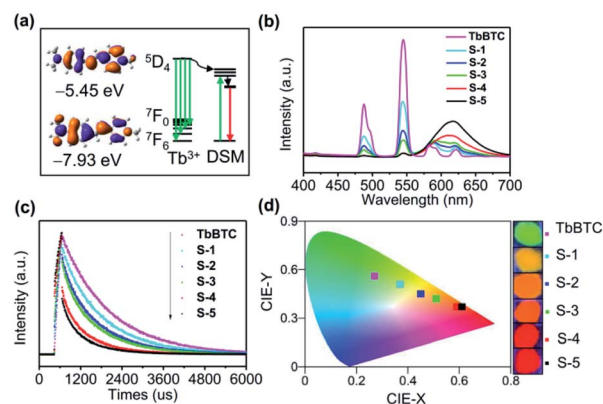 (a)
−5.45 eV
−7.93 eV
⁵D₄
⁷F₀
⁷F₆
Tb³⁺ DSM
(b)
Intensity (a.u.)
TbBTC
S-1
S-2
S-3
S-4
S-5
400 450 500 550 600 650 700
Wavelength (nm)
(c)
Intensity (a.u.)
TbBTC
S-1
S-2
S-3
S-4
S-5
0 1200 2400 3600 4800 6000
Times (us)
(d)
CIE-Y
0.9
0.6
0.3
0.0
0.2 0.4 0.6 0.8
CIE-X
TbBTC
S-1
S-2
S-3
S-4
S-5